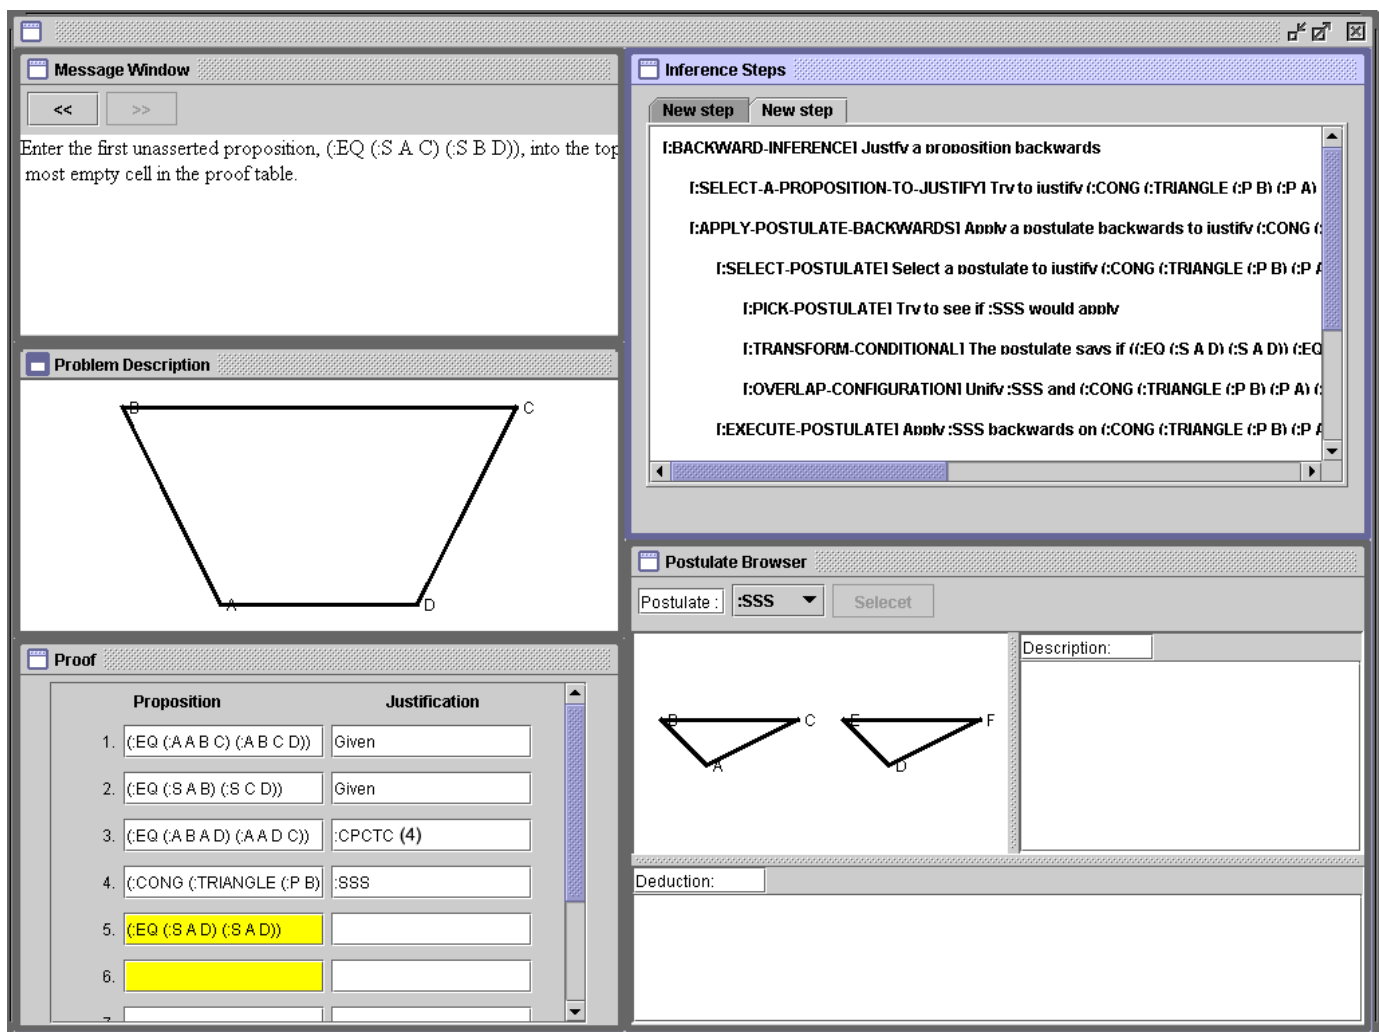 Message Window
<<
>>
Enter the first unasserted proposition, (:EQ (:S A C) (:S B D)), into the top
most empty cell in the proof table.
Problem Description
B
C
A
D
Proof
Proposition Justification
1. (:EQ (:A A B C) (:A B C D)) Given
2. (:EQ (:S A B) (:S C D)) Given
3. (:EQ (:A B A D) (:A A D C)) :CPCTC (4)
4. (:CONG (:TRIANGLE (:P B) :SSS
5. (:EQ (:S A D) (:S A D))
6.
Inference Steps
New step New step
[:BACKWARD-INFERENCE] Justfy a proposition backwards
[:SELECT-A-PROPOSITION-TO-JUSTIFY] Try to justify (:CONG (:TRIANGLE (:P B) (:P A)
[:APPLY-POSTULATE-BACKWARDS] Apply a postulate backwards to justify (:CONG (:
[:SELECT-POSTULATE] Select a postulate to justify (:CONG (:TRIANGLE (:P B) (:P A
[:PICK-POSTULATE] Try to see if :SSS would apply
[:TRANSFORM-CONDITIONAL] The postulate says if ((:EQ (:S A D) (:S A D)) (:EQ
[:OVERLAP-CONFIGURATION] Unify :SSS and (:CONG (:TRIANGLE (:P B) (:P A) (:
[:EXECUTE-POSTULATE] Apply :SSS backwards on (:CONG (:TRIANGLE (:P B) (:P A
Postulate Browser
Postulate : :SSS Selecet
B C E F
A D
Description:
Deduction: